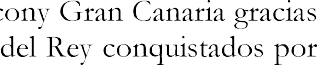 cony Gran Canaria gracias
del Rey conquistados por